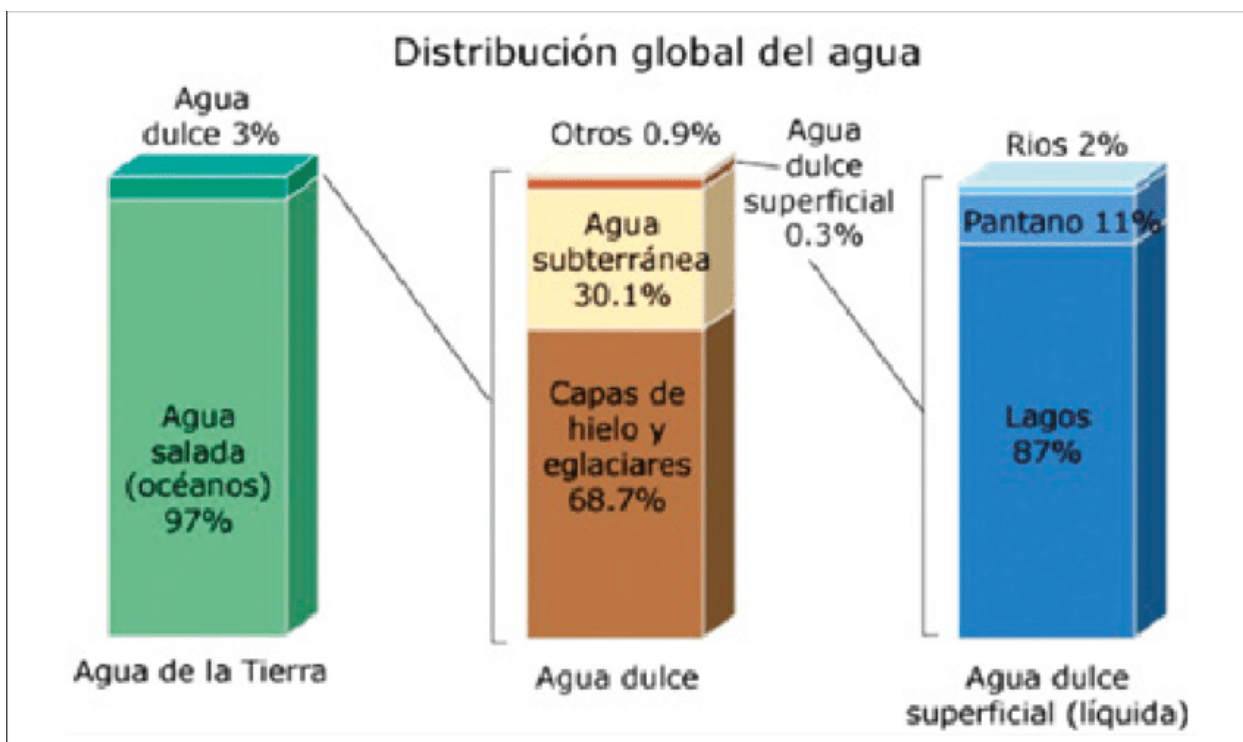 Distribución global del agua
Agua
dulce 3%
Agua
salada
(océanos)
97%
Agua de la Tierra
Otros 0.9%
Agua
dulce
superficial
0.3%
Agua
subterránea
30.1%
Capas de
hielo y
eglaciares
68.7%
Agua dulce
Rios 2%
Pantano 11%
Lagos
87%
Agua dulce
superficial (líquida)